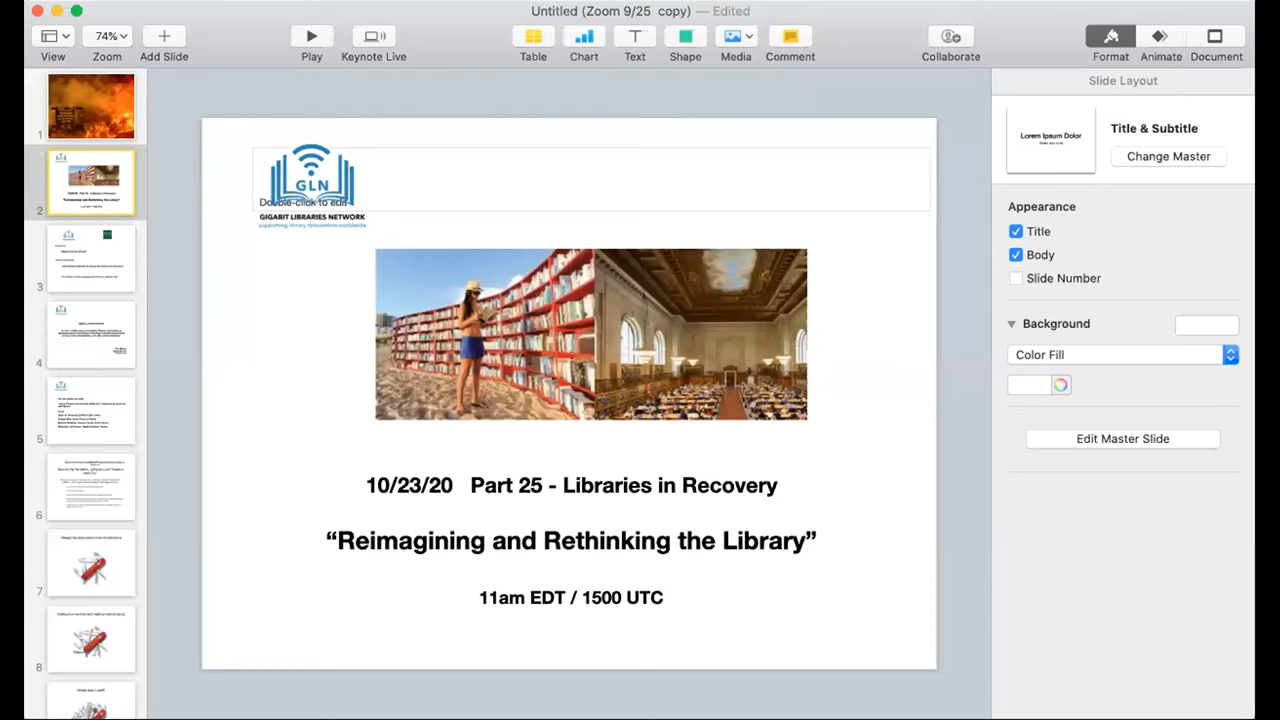 Untitled (Zoom 9/25 copy) — Edited
74%
View
Zoom
Add Slide
Play
Keynote Live
Table
Chart
Text
Shape
Media
Comment
Collaborate
Format
Animate
Document
1
2
3
4
5
6
7
8
GLN
Double-click to edit
GIGABIT LIBRARIES NETWORK
supporting library innovations worldwide
10/23/20 Part 25 - Libraries in Recovery
“Reimagining and Rethinking the Library”
11am EDT / 1500 UTC
Slide Layout
Lorem Ipsum Dolor
Title & Subtitle
Change Master
Appearance
Title
Body
Slide Number
Background
Color Fill
Edit Master Slide